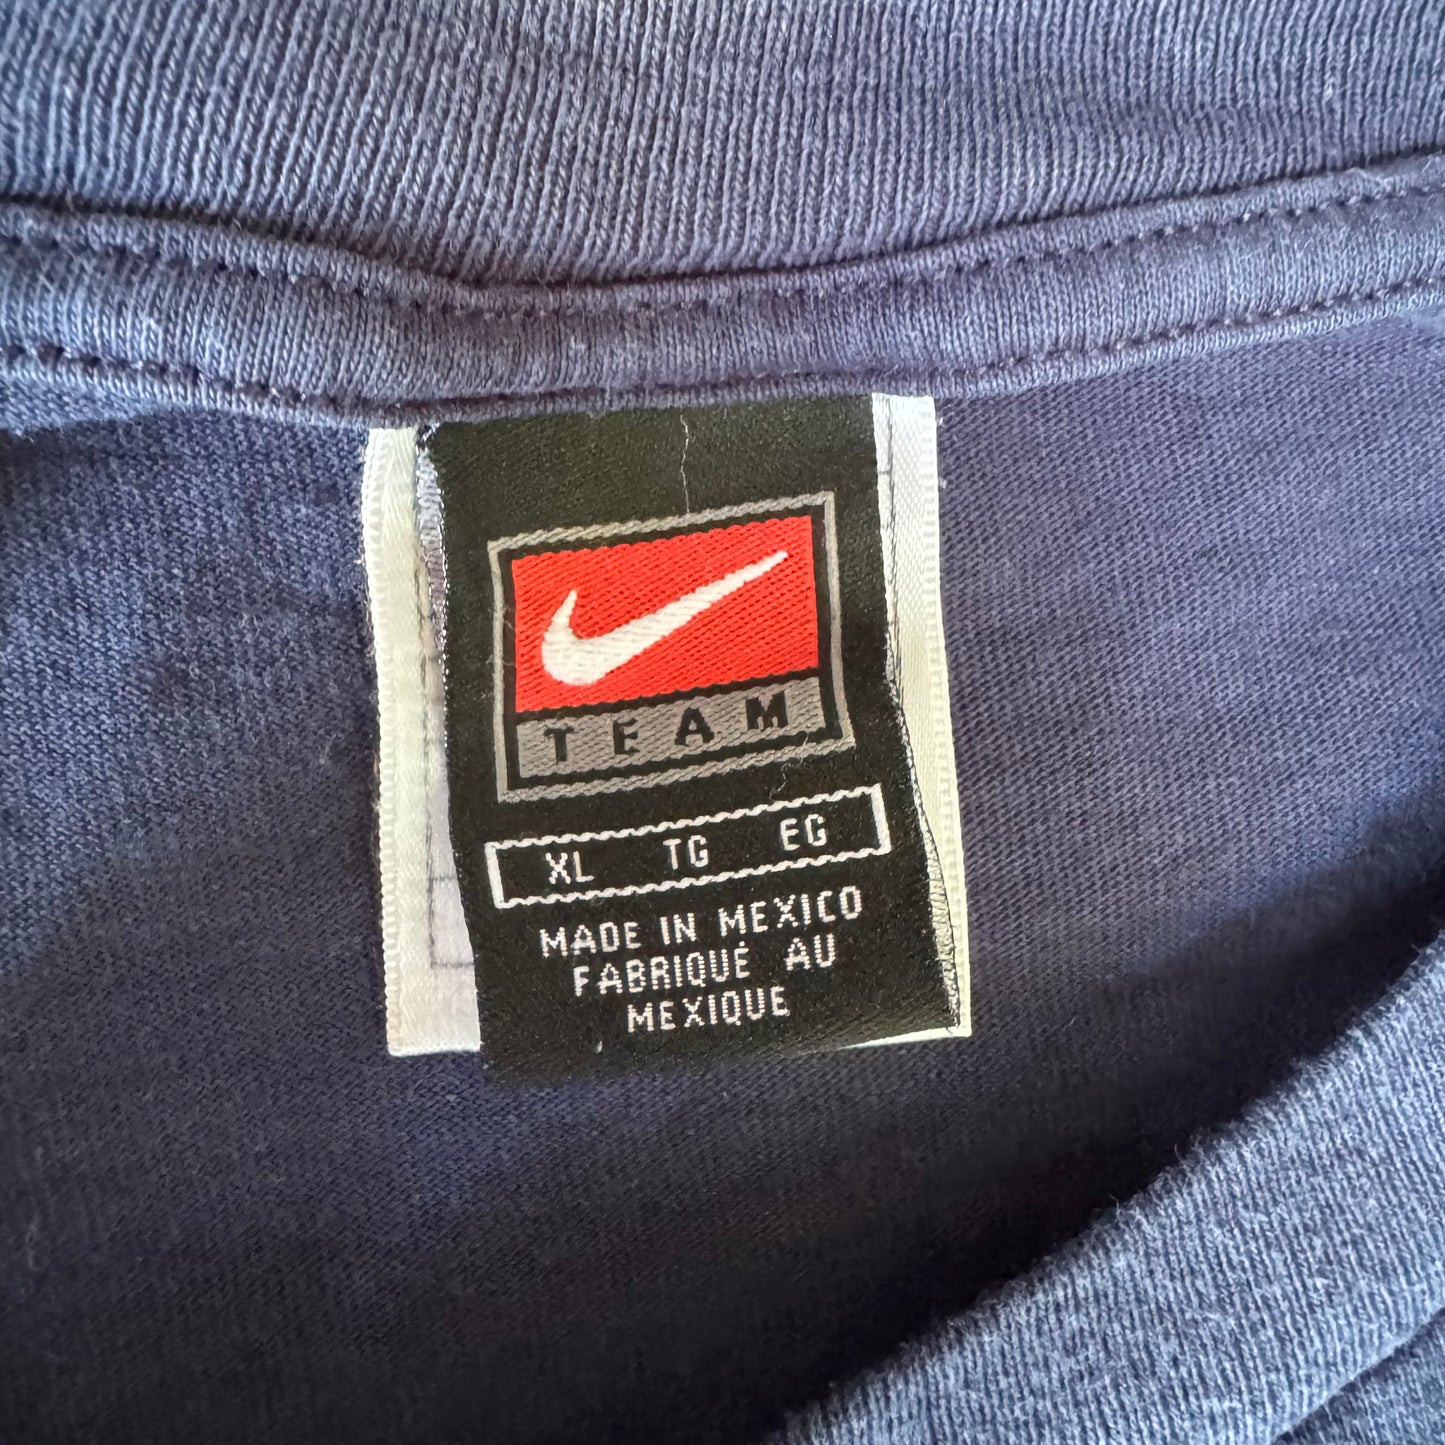 TEAM
XL TG EG
MADE IN MEXICO
FABRIQUÉ AU
MEXIQUE